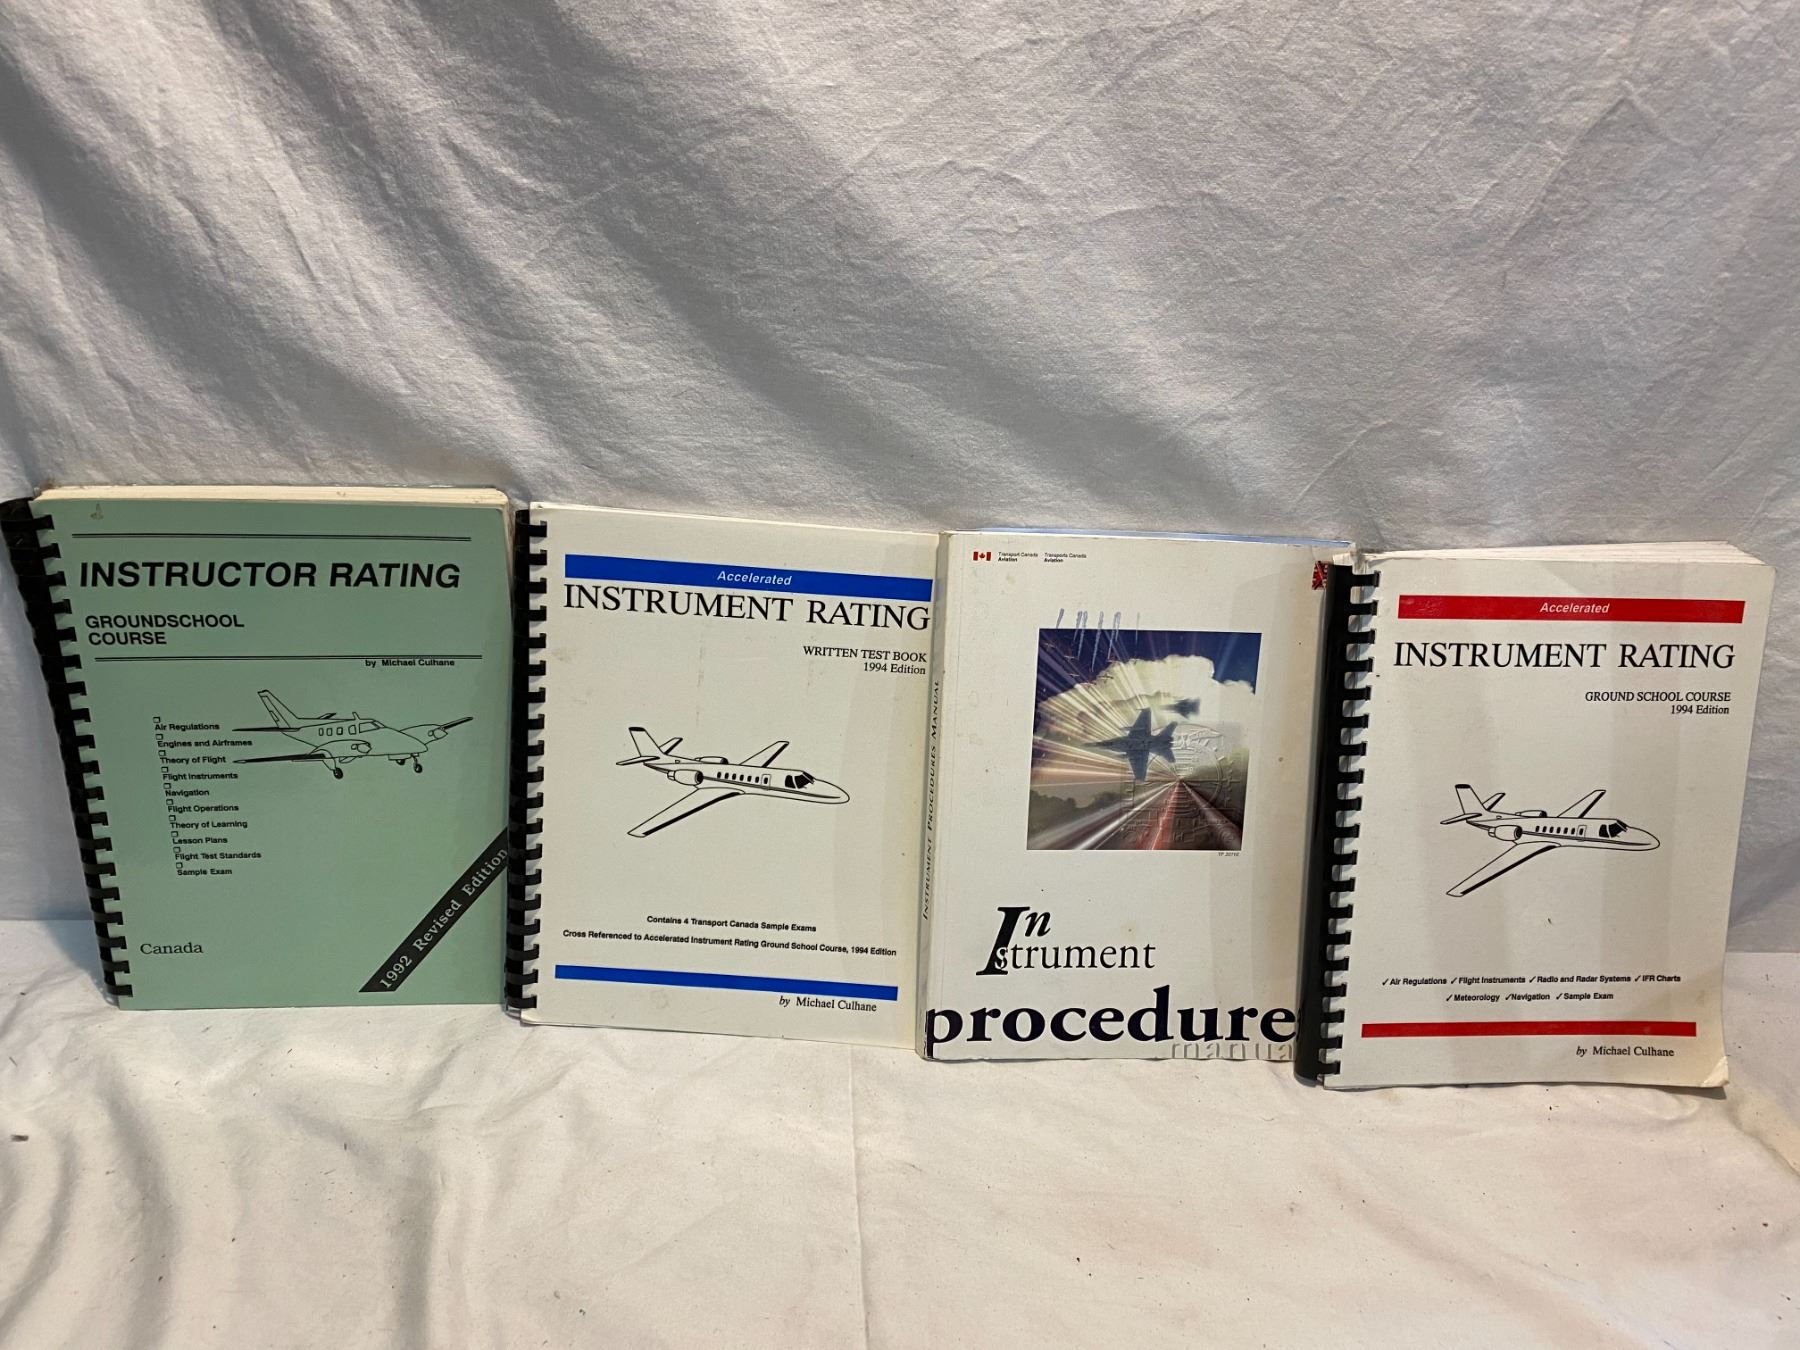 INSTRUCTOR RATING
GROUNDSCHOOL
COURSE
by Michael Culhane
Air Regulations
Engines and Airframes
Theory of Flight
Flight Instruments
Navigation
Flight Operations
Theory of Learning
Lesson Plans
Flight Test Standards
Sample Exam
1992 Revised Edition
Canada
Accelerated
INSTRUMENT RATING
WRITTEN TEST BOOK
1994 Edition
Contains 4 Transport Canada Sample Exams
Cross Referenced to Accelerated Instrument Rating Ground School Course, 1994 Edition
by Michael Culhane
INSTRUMENT PROCEDURES MANUAL
Transport Canada Transports Canada
Aviation Aviation
In
strument
procedure
manua
Accelerated
INSTRUMENT RATING
GROUND SCHOOL COURSE
1994 Edition
✓ Air Regulations ✓ Flight Instruments ✓ Radio and Radar Systems ✓ IFR Charts
✓ Meteorology ✓ Navigation ✓ Sample Exam
by Michael Culhane